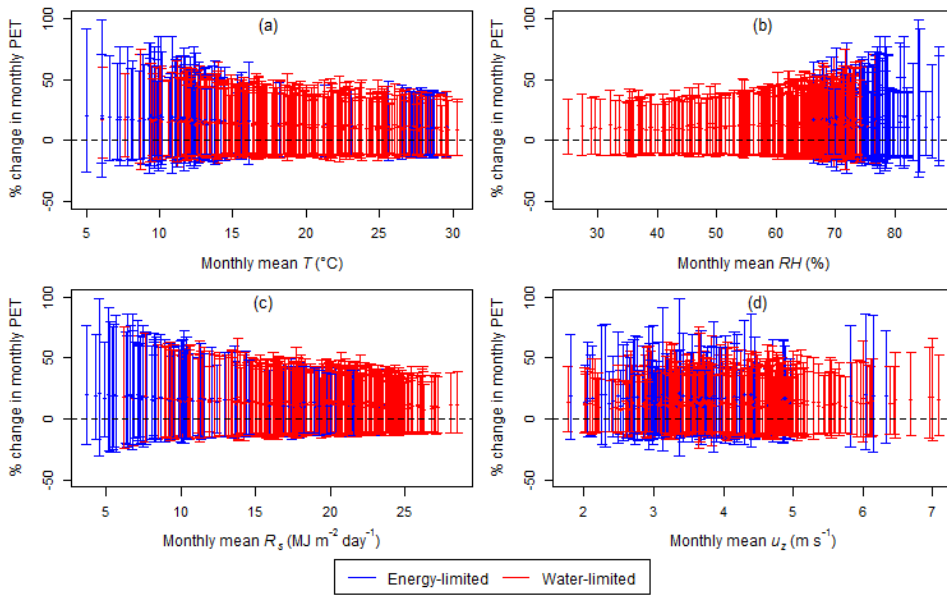 (a)
% change in monthly PET
100
50
0
-50
5 10 15 20 25 30
Monthly mean T (°C)
(b)
% change in monthly PET
100
50
0
-50
30 40 50 60 70 80
Monthly mean RH (%)
(c)
% change in monthly PET
100
50
0
-50
5 10 15 20 25
Monthly mean R_s (MJ m⁻² day⁻¹)
(d)
% change in monthly PET
100
50
0
-50
2 3 4 5 6 7
Monthly mean u_z (m s⁻¹)
Energy-limited Water-limited